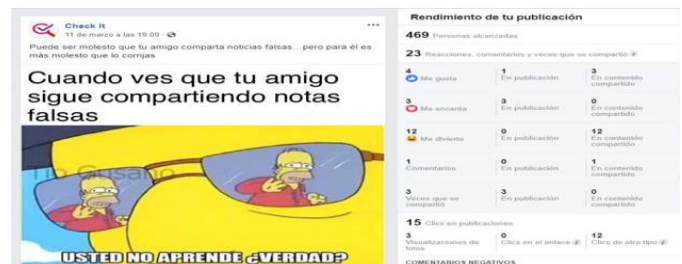 Check It
11 de marzo a las 19:00
Puede ser molesto que tu amigo comparta noticias falsas...pero para él es
más molesto que lo corrijas
Cuando ves que tu amigo
sigue compartiendo notas
falsas
Tio Gusano
USTED NO APRENDE ¿VERDAD?
Rendimiento de tu publicación
469 Personas alcanzadas
23 Reacciones, comentarios y veces que se compartió
4 1 3
Me gusta En publicación En contenido
compartido
3 3 0
Me encanta En publicación En contenido
compartido
12 0 12
Me divierte En publicación En contenido
compartido
1 0 1
Comentarios En publicación En contenido
compartido
3 3 0
Veces que se En publicación En contenido
compartió compartido
15 Clics en publicaciones
3 0 12
Visualizaciones de Clics en el enlace Clics de otro tipo
fotos
COMENTARIOS NEGATIVOS